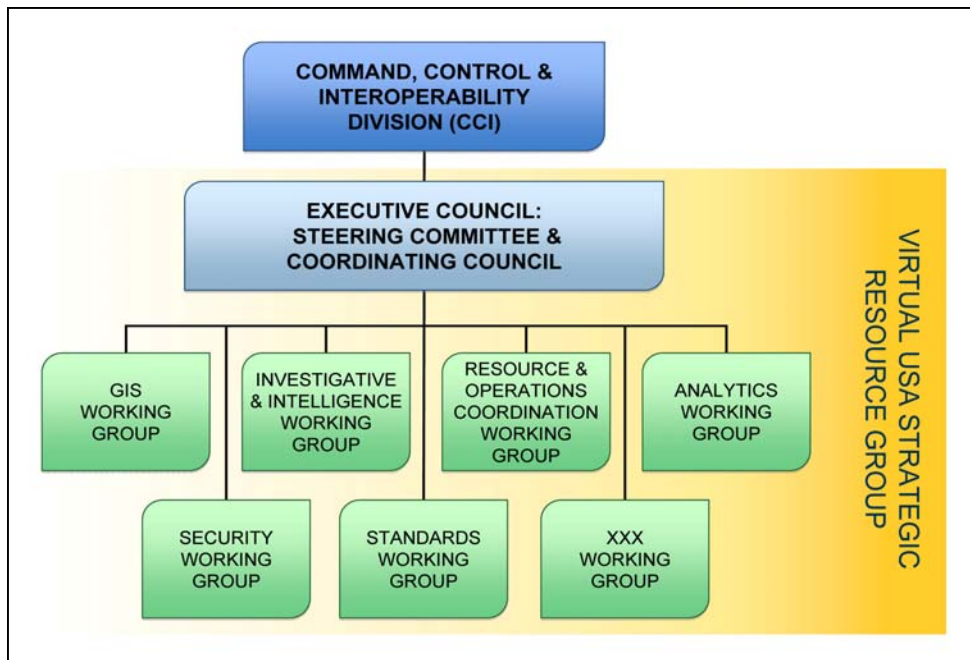 COMMAND, CONTROL &
INTEROPERABILITY
DIVISION (CCI)
EXECUTIVE COUNCIL:
STEERING COMMITTEE &
COORDINATING COUNCIL
GIS
WORKING
GROUP
INVESTIGATIVE
& INTELLIGENCE
WORKING
GROUP
RESOURCE &
OPERATIONS
COORDINATION
WORKING
GROUP
ANALYTICS
WORKING
GROUP
SECURITY
WORKING
GROUP
STANDARDS
WORKING
GROUP
XXX
WORKING
GROUP
VIRTUAL USA STRATEGIC
RESOURCE GROUP